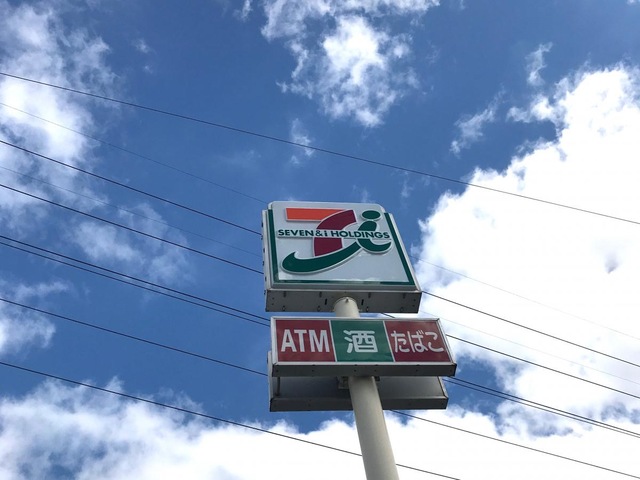 SEVEN & i HOLDINGS
ATM 酒 たばこ